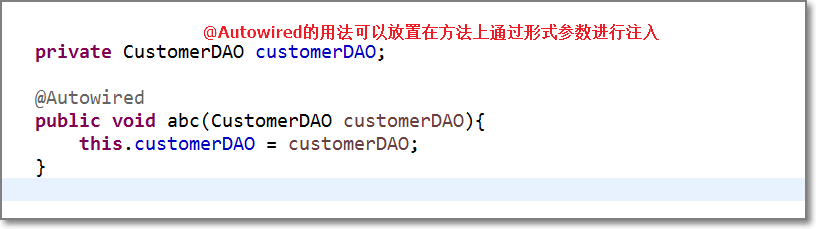 @Autowired的用法可以放置在方法上通过形式参数进行注入
private CustomerDAO customerDAO;
@Autowired
public void abc(CustomerDAO customerDAO){
    this.customerDAO = customerDAO;
}